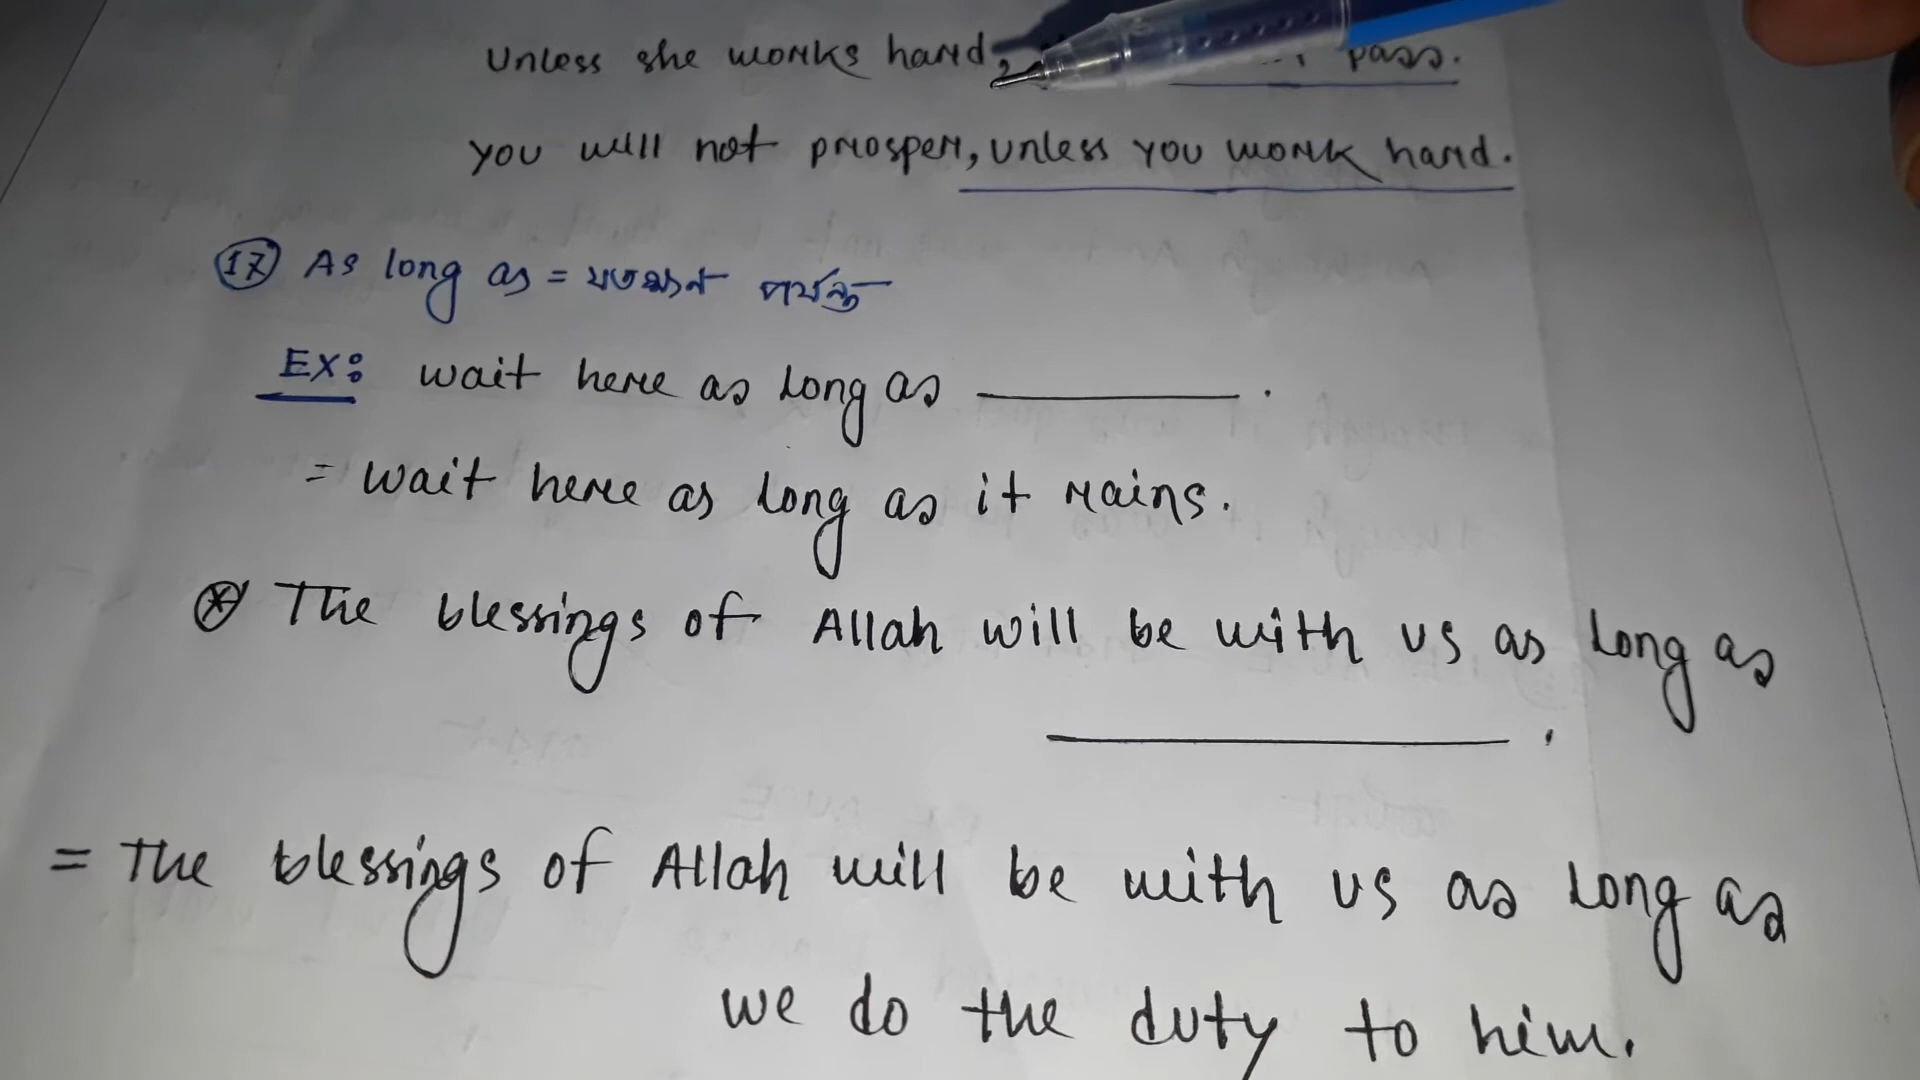 Unless she works hard, pass.
You will not prosper, unless you work hard.
17 As long as = যতক্ষণ পর্যন্ত
EX: wait here as long as ____________.
= wait here as long as it rains.
The blessings of Allah will be with us as long as
____________.
= The blessings of Allah will be with us as long as
we do the duty to him.